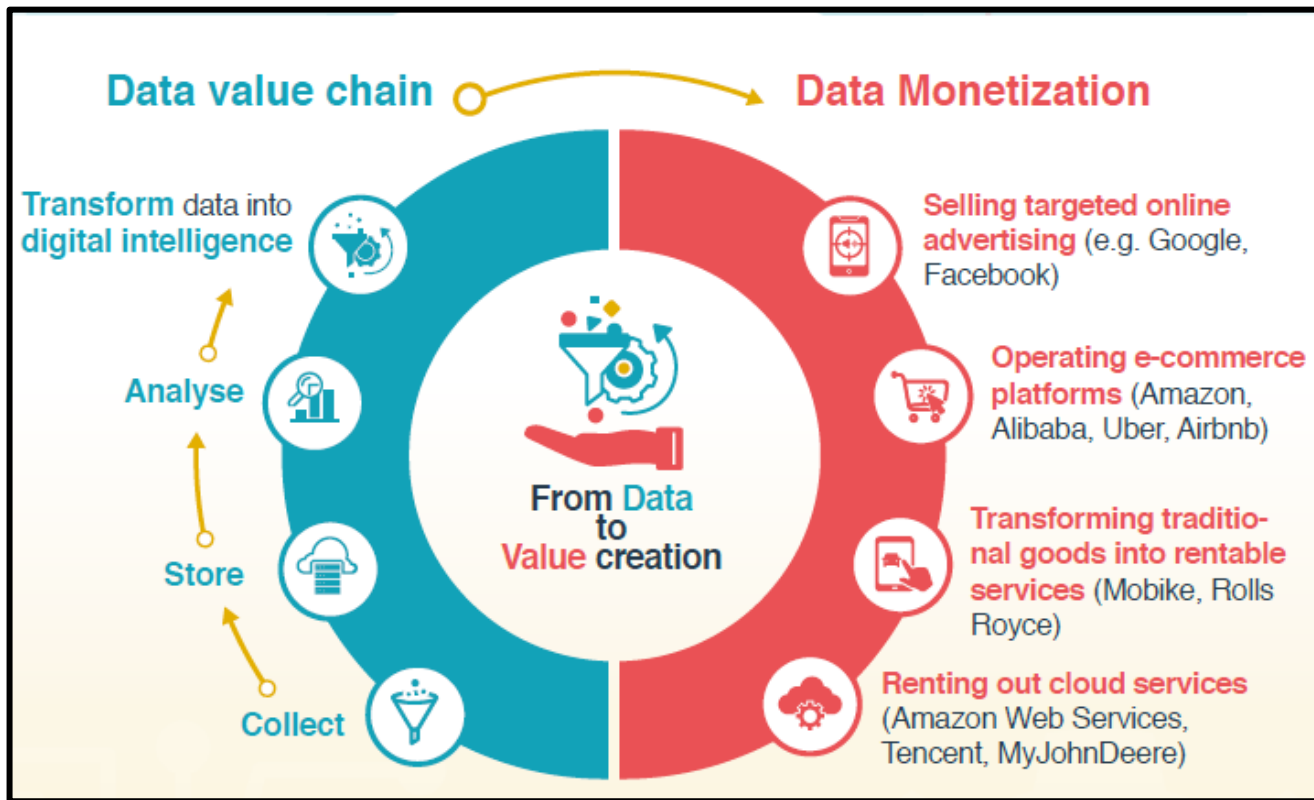 Data value chain
Data Monetization
Transform data into
digital intelligence
Analyse
Store
Collect
From Data
to
Value creation
Selling targeted online
advertising (e.g. Google,
Facebook)
Operating e-commerce
platforms (Amazon,
Alibaba, Uber, Airbnb)
Transforming traditio-
nal goods into rentable
services (Mobike, Rolls
Royce)
Renting out cloud services
(Amazon Web Services,
Tencent, MyJohnDeere)